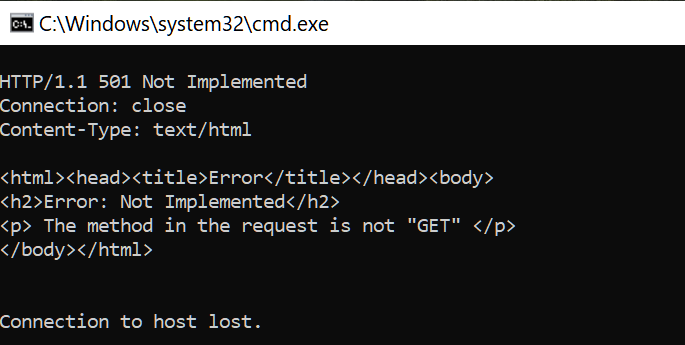 C:\Windows\system32\cmd.exe
HTTP/1.1 501 Not Implemented
Connection: close
Content-Type: text/html
<html><head><title>Error</title></head><body>
<h2>Error: Not Implemented</h2>
<p> The method in the request is not "GET" </p>
</body></html>
Connection to host lost.